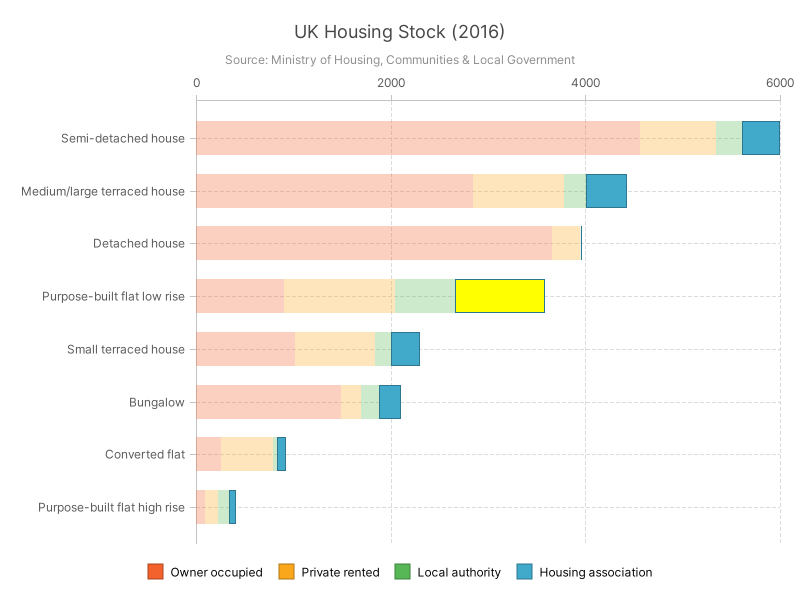 UK Housing Stock (2016)
Source: Ministry of Housing, Communities & Local Government
0 2000 4000 6000
Semi-detached house
Medium/large terraced house
Detached house
Purpose-built flat low rise
Small terraced house
Bungalow
Converted flat
Purpose-built flat high rise
Owner occupied Private rented Local authority Housing association